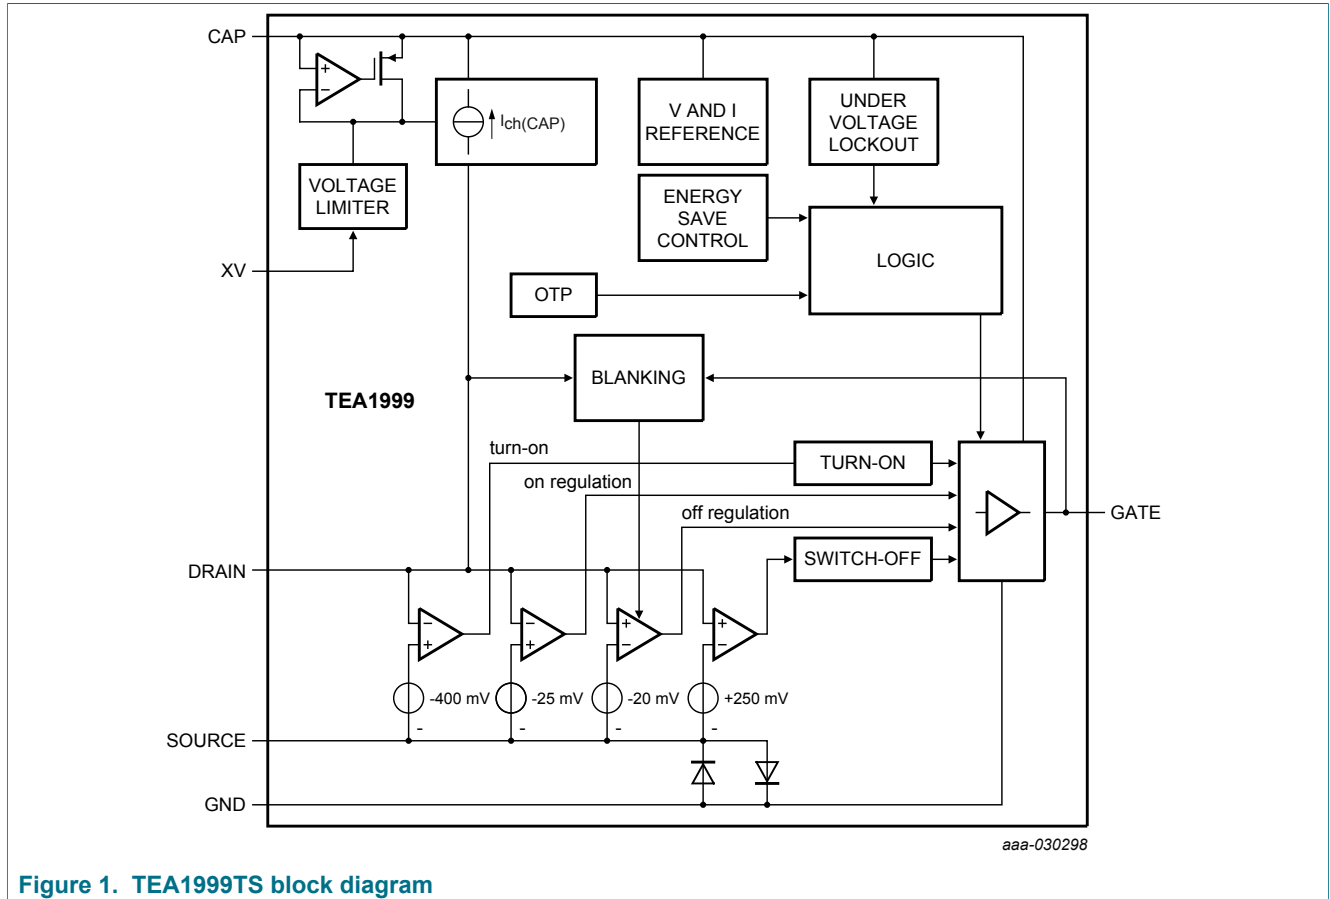 CAP
+
−
I_ch(CAP)
V AND I
REFERENCE
UNDER
VOLTAGE
LOCKOUT
VOLTAGE
LIMITER
ENERGY
SAVE
CONTROL
LOGIC
XV
OTP
BLANKING
TEA1999
turn-on
TURN-ON
on regulation
off regulation
GATE
SWITCH-OFF
DRAIN
− − + +
+ + − −
-400 mV -25 mV -20 mV +250 mV
- - - -
SOURCE
GND
aaa-030298
Figure 1. TEA1999TS block diagram